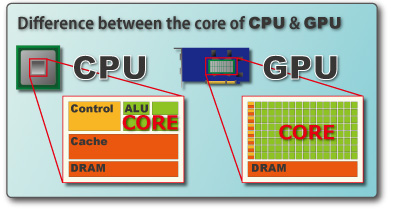 Difference between the core of CPU & GPU
CPU
GPU
Control
ALU
CORE
Cache
DRAM
CORE
DRAM